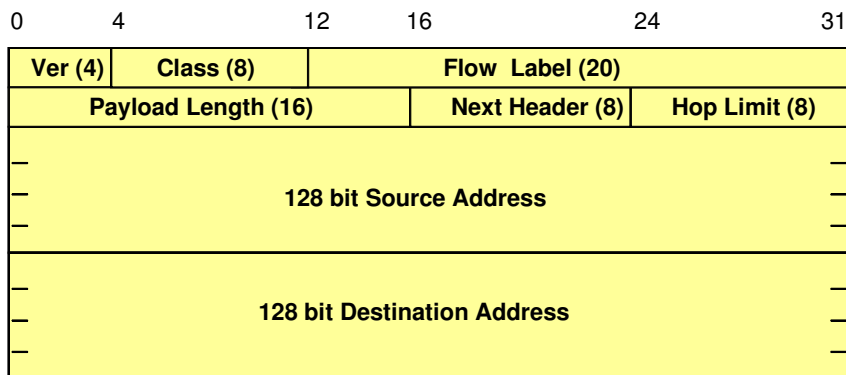 0 4 12 16 24 31
Ver (4) Class (8) Flow Label (20)
Payload Length (16) Next Header (8) Hop Limit (8)
128 bit Source Address
128 bit Destination Address